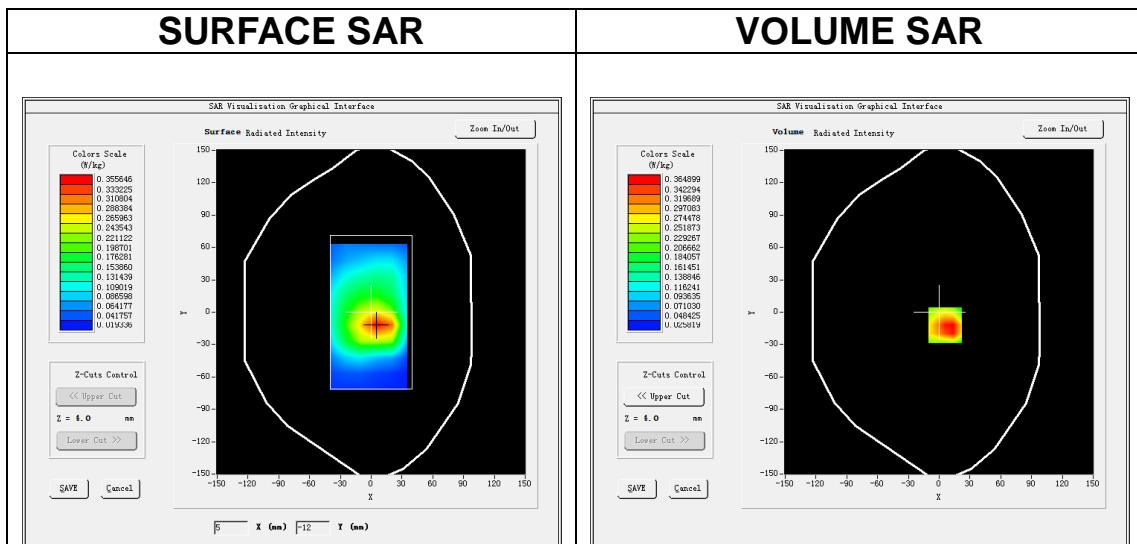 SURFACE SAR
VOLUME SAR
SAR Visualisation Graphical Interface
Surface Radiated Intensity
Zoom In/Out
Colors Scale
(W/kg)
0.355646
0.333225
0.310804
0.288384
0.265963
0.243543
0.221122
0.198701
0.176281
0.153860
0.131439
0.109019
0.086598
0.064177
0.041757
0.019336
Z-Cuts Control
<< Upper Cut
Z = 4.0 mm
Lower Cut >>
SAVE Cancel
150
120
90
60
30
0
-30
-60
-90
-120
-150
Y
-150 -120 -90 -60 -30 0 30 60 90 120 150
X
5 X (mm) -12 Y (mm)
SAR Visualisation Graphical Interface
Volume Radiated Intensity
Zoom In/Out
Colors Scale
(W/kg)
0.364899
0.342294
0.319689
0.297083
0.274478
0.251873
0.229267
0.206662
0.184057
0.161451
0.138846
0.116241
0.093635
0.071030
0.048425
0.025819
Z-Cuts Control
<< Upper Cut
Z = 4.0 mm
Lower Cut >>
SAVE Cancel
150
120
90
60
30
0
-30
-60
-90
-120
-150
Y
-150 -120 -90 -60 -30 0 30 60 90 120 150
X